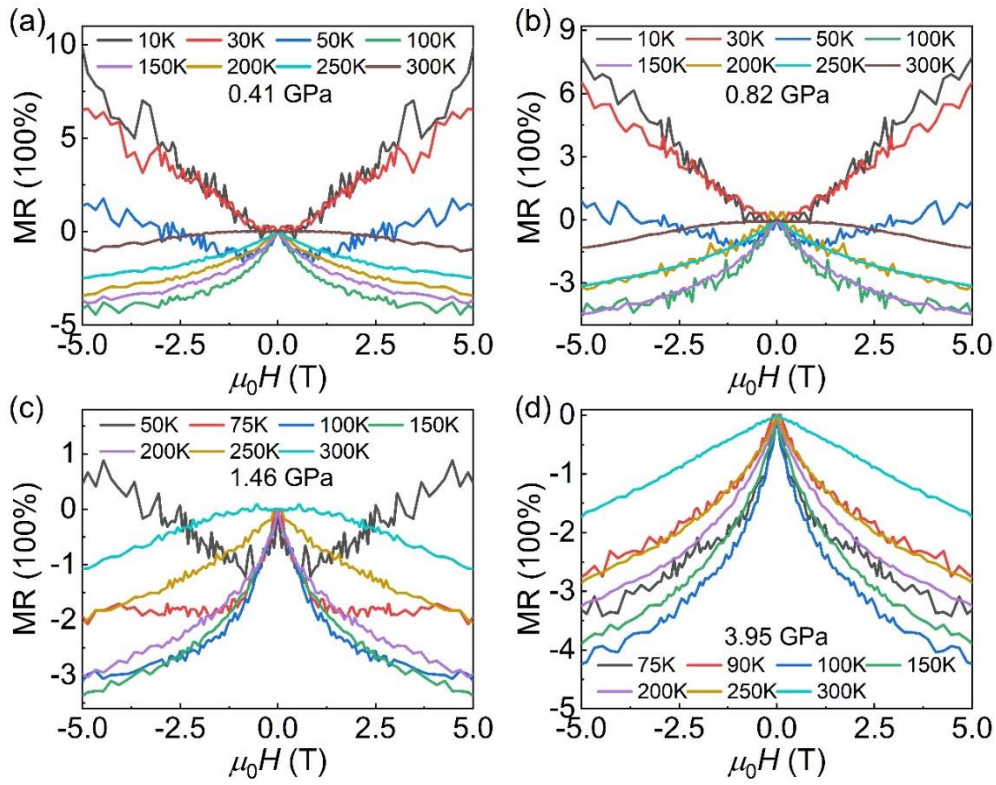 (a)
10
5
0
-5
MR (100%)
10K 30K 50K 100K
150K 200K 250K 300K
0.41 GPa
-5.0 -2.5 0.0 2.5 5.0
μ₀H (T)
(b)
9
6
3
0
-3
MR (100%)
10K 30K 50K 100K
150K 200K 250K 300K
0.82 GPa
-5.0 -2.5 0.0 2.5 5.0
μ₀H (T)
(c)
1
0
-1
-2
-3
MR (100%)
50K 75K 100K 150K
200K 250K 300K
1.46 GPa
-5.0 -2.5 0.0 2.5 5.0
μ₀H (T)
(d)
0
-1
-2
-3
-4
-5
MR (100%)
3.95 GPa
75K 90K 100K 150K
200K 250K 300K
-5.0 -2.5 0.0 2.5 5.0
μ₀H (T)